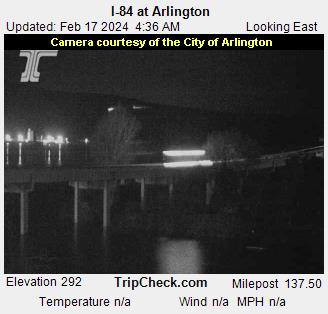 I-84 at Arlington
Updated: Feb 17 2024 4:36 AM Looking East
Camera courtesy of the City of Arlington
Elevation 292 TripCheck.com Milepost 137.50
Temperature n/a Wind n/a MPH n/a